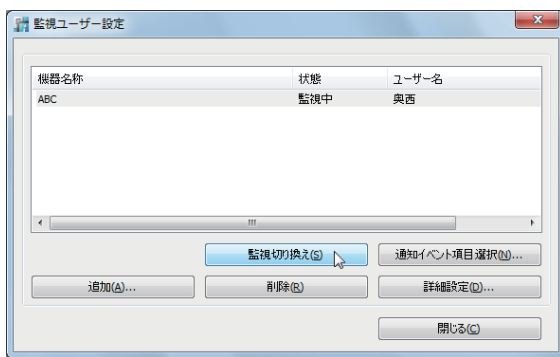 監視ユーザー設定
機器名称 状態 ユーザー名
ABC 監視中 奥西
監視切り換え(S) 通知イベント項目選択(N)...
追加(A)... 削除(R) 詳細設定(D)...
閉じる(C)